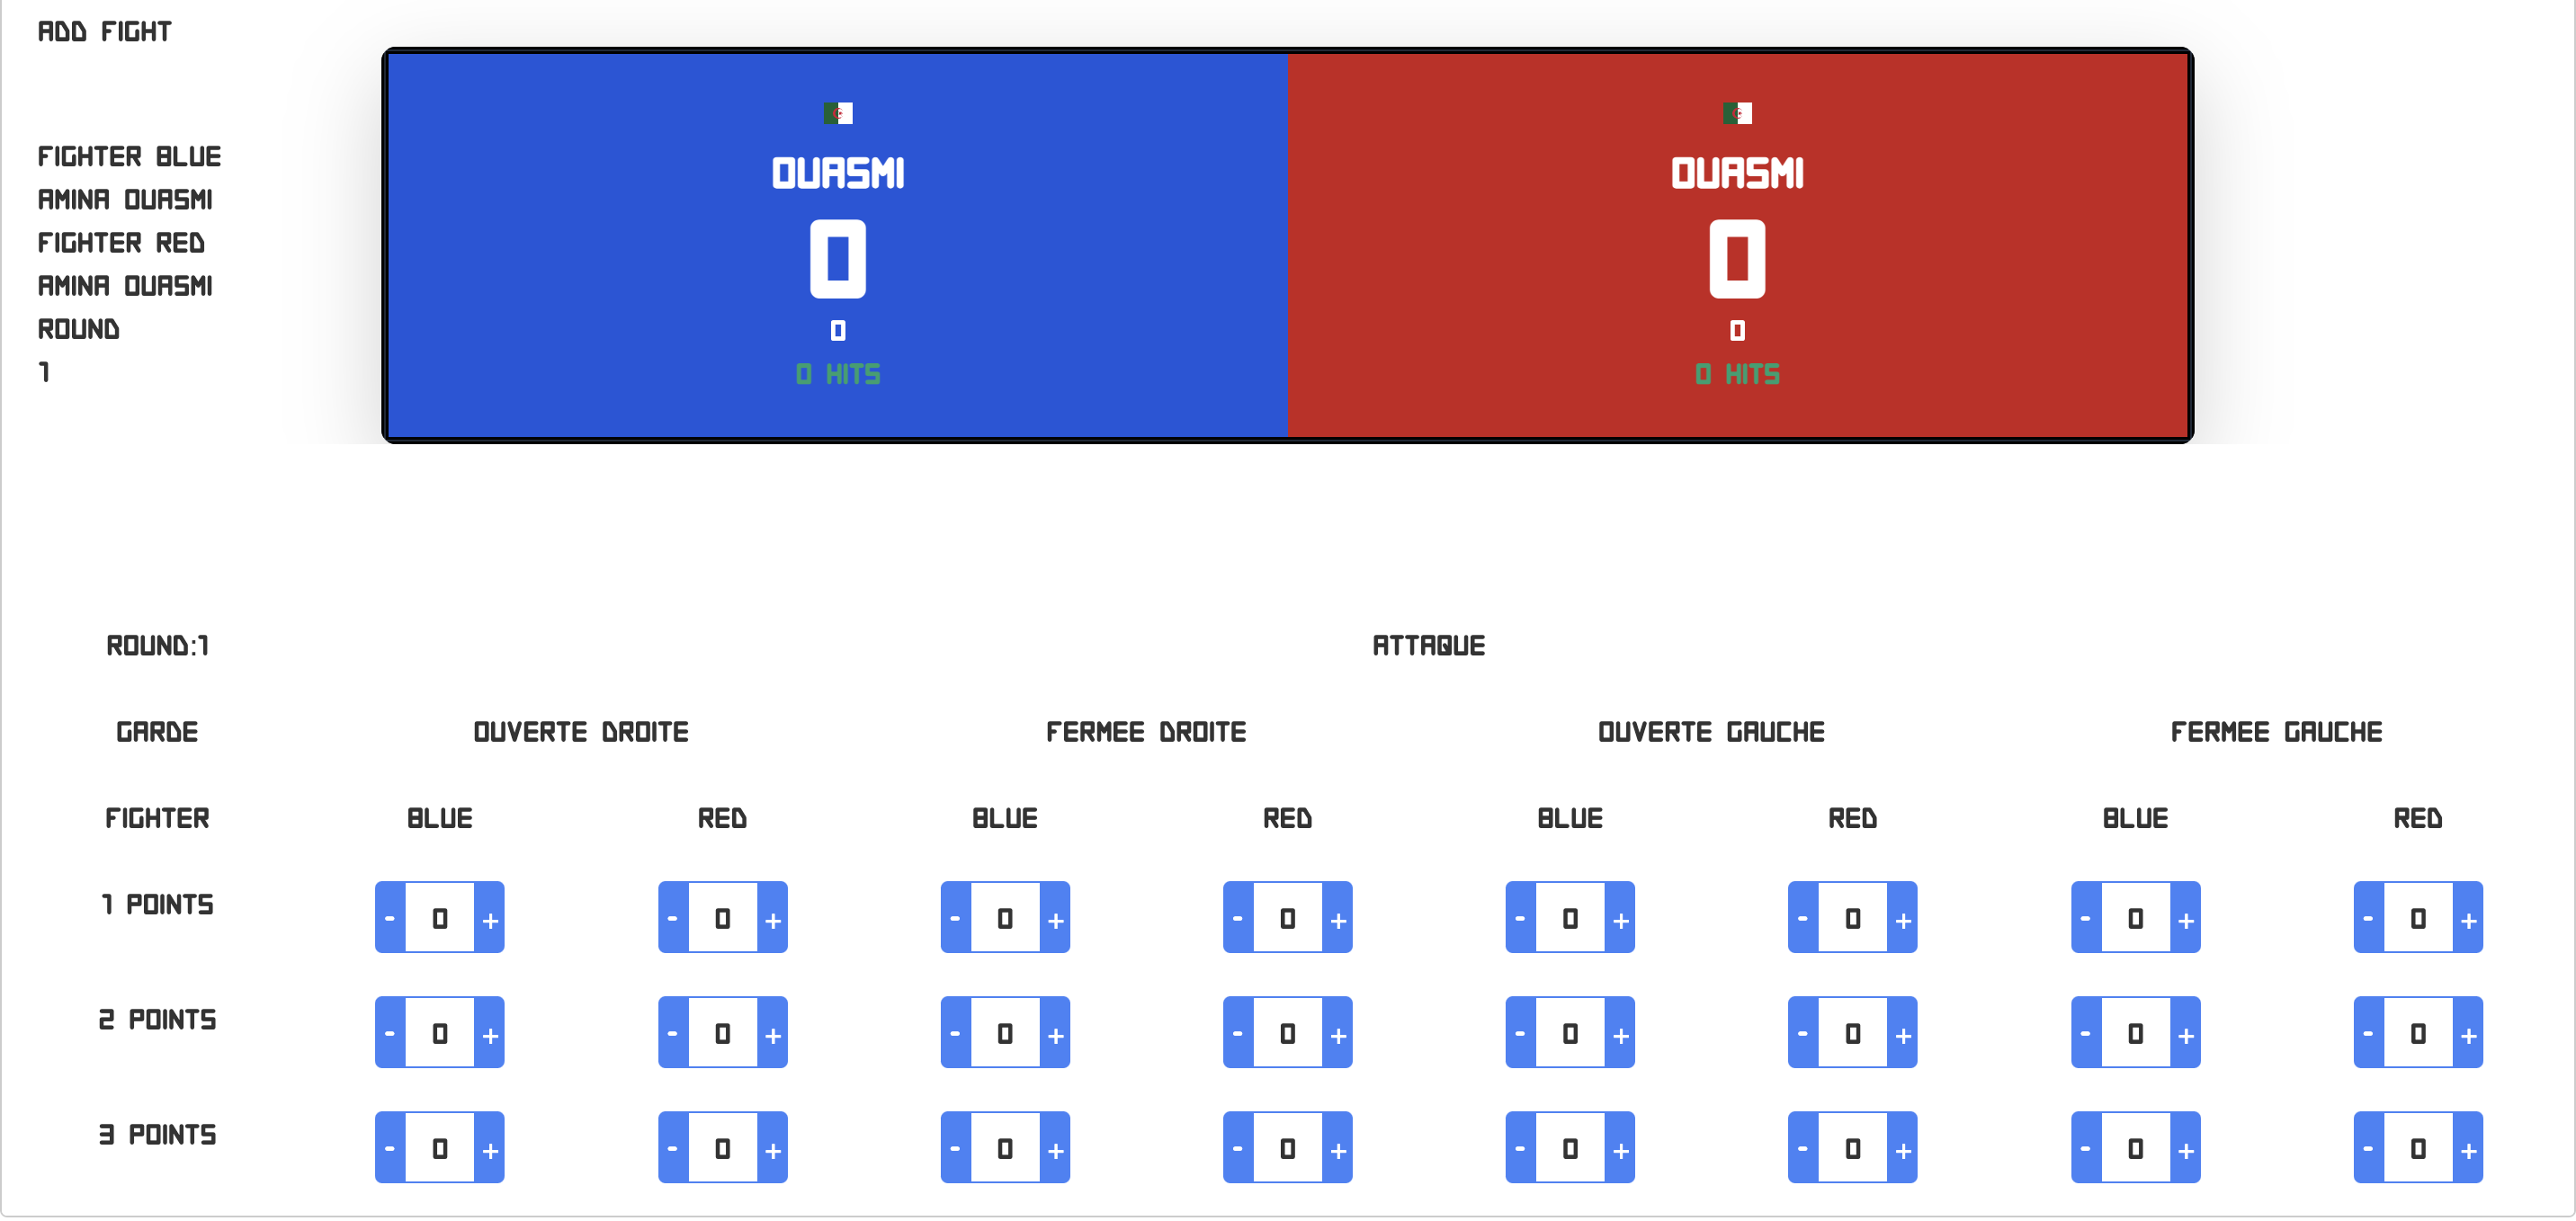 ADD FIGHT
FIGHTER BLUE
AMINA OUASMI
FIGHTER RED
AMINA OUASMI
ROUND
1
OUASMI
0
0
0 HITS
OUASMI
0
0
0 HITS
ROUND:1 ATTAQUE
GARDE OUVERTE DROITE FERMEE DROITE OUVERTE GAUCHE FERMEE GAUCHE
FIGHTER BLUE RED BLUE RED BLUE RED BLUE RED
1 POINTS - 0 + - 0 + - 0 + - 0 + - 0 + - 0 + - 0 + - 0 +
2 POINTS - 0 + - 0 + - 0 + - 0 + - 0 + - 0 + - 0 + - 0 +
3 POINTS - 0 + - 0 + - 0 + - 0 + - 0 + - 0 + - 0 + - 0 +